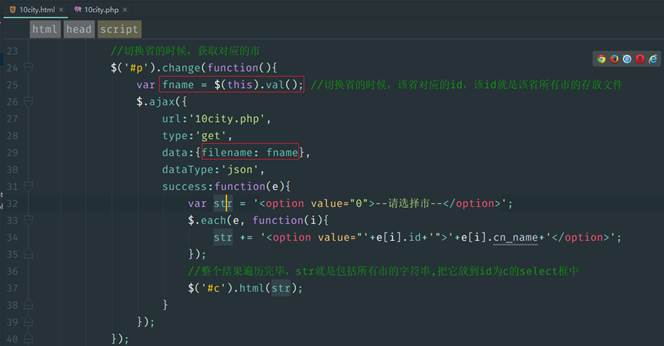 10city.html × 10city.php ×
html head script
23 //切换省的时候，获取对应的市
24 $('#p').change(function(){
25 var fname = $(this).val(); //切换省的时候，该省对应的id，该id就是该省所有市的存放文件
26 $.ajax({
27 url:'10city.php',
28 type:'get',
29 data:{filename: fname},
30 dataType:'json',
31 success:function(e){
32 var str = '<option value="0">--请选择市--</option>';
33 $.each(e, function(i){
34 str += '<option value="'+e[i].id+'">'+e[i].cn_name+'</option>';
35 });
36 //整个结果遍历完毕，str就是包括所有市的字符串,把它放到id为c的select框中
37 $('#c').html(str);
38 }
39 });
40 });